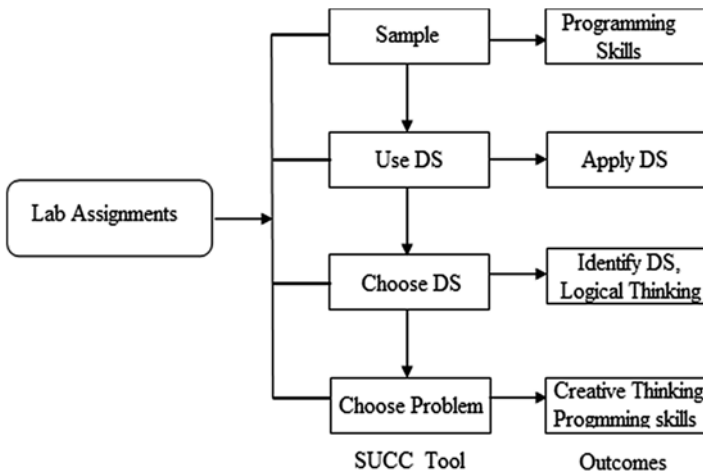 Sample
Programming
Skills
Use DS
Apply DS
Lab Assignments
Choose DS
Identify DS,
Logical Thinking
Choose Problem
Creative Thinking
Progmming skills
SUCC Tool
Outcomes